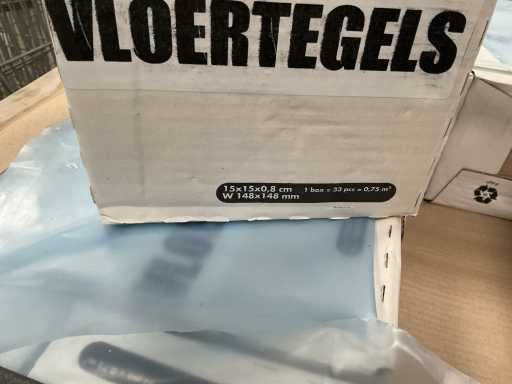 VLOERTEGELS
15x15x0,8 cm 1 box = 33 pcs = 0,75 m²
W 148x148 mm